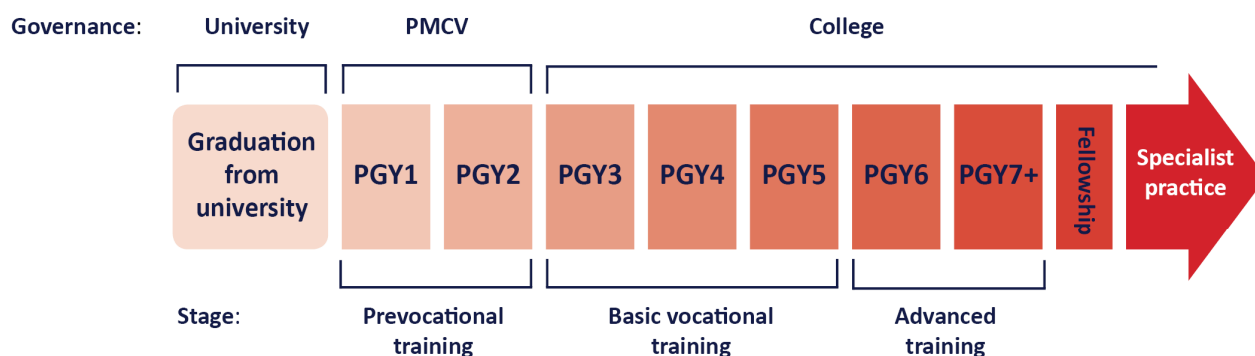 Governance: University PMCV College
Graduation
from
university
PGY1 PGY2 PGY3 PGY4 PGY5 PGY6 PGY7+
Fellowship
Specialist
practice
Stage: Prevocational
training
Basic vocational
training
Advanced
training